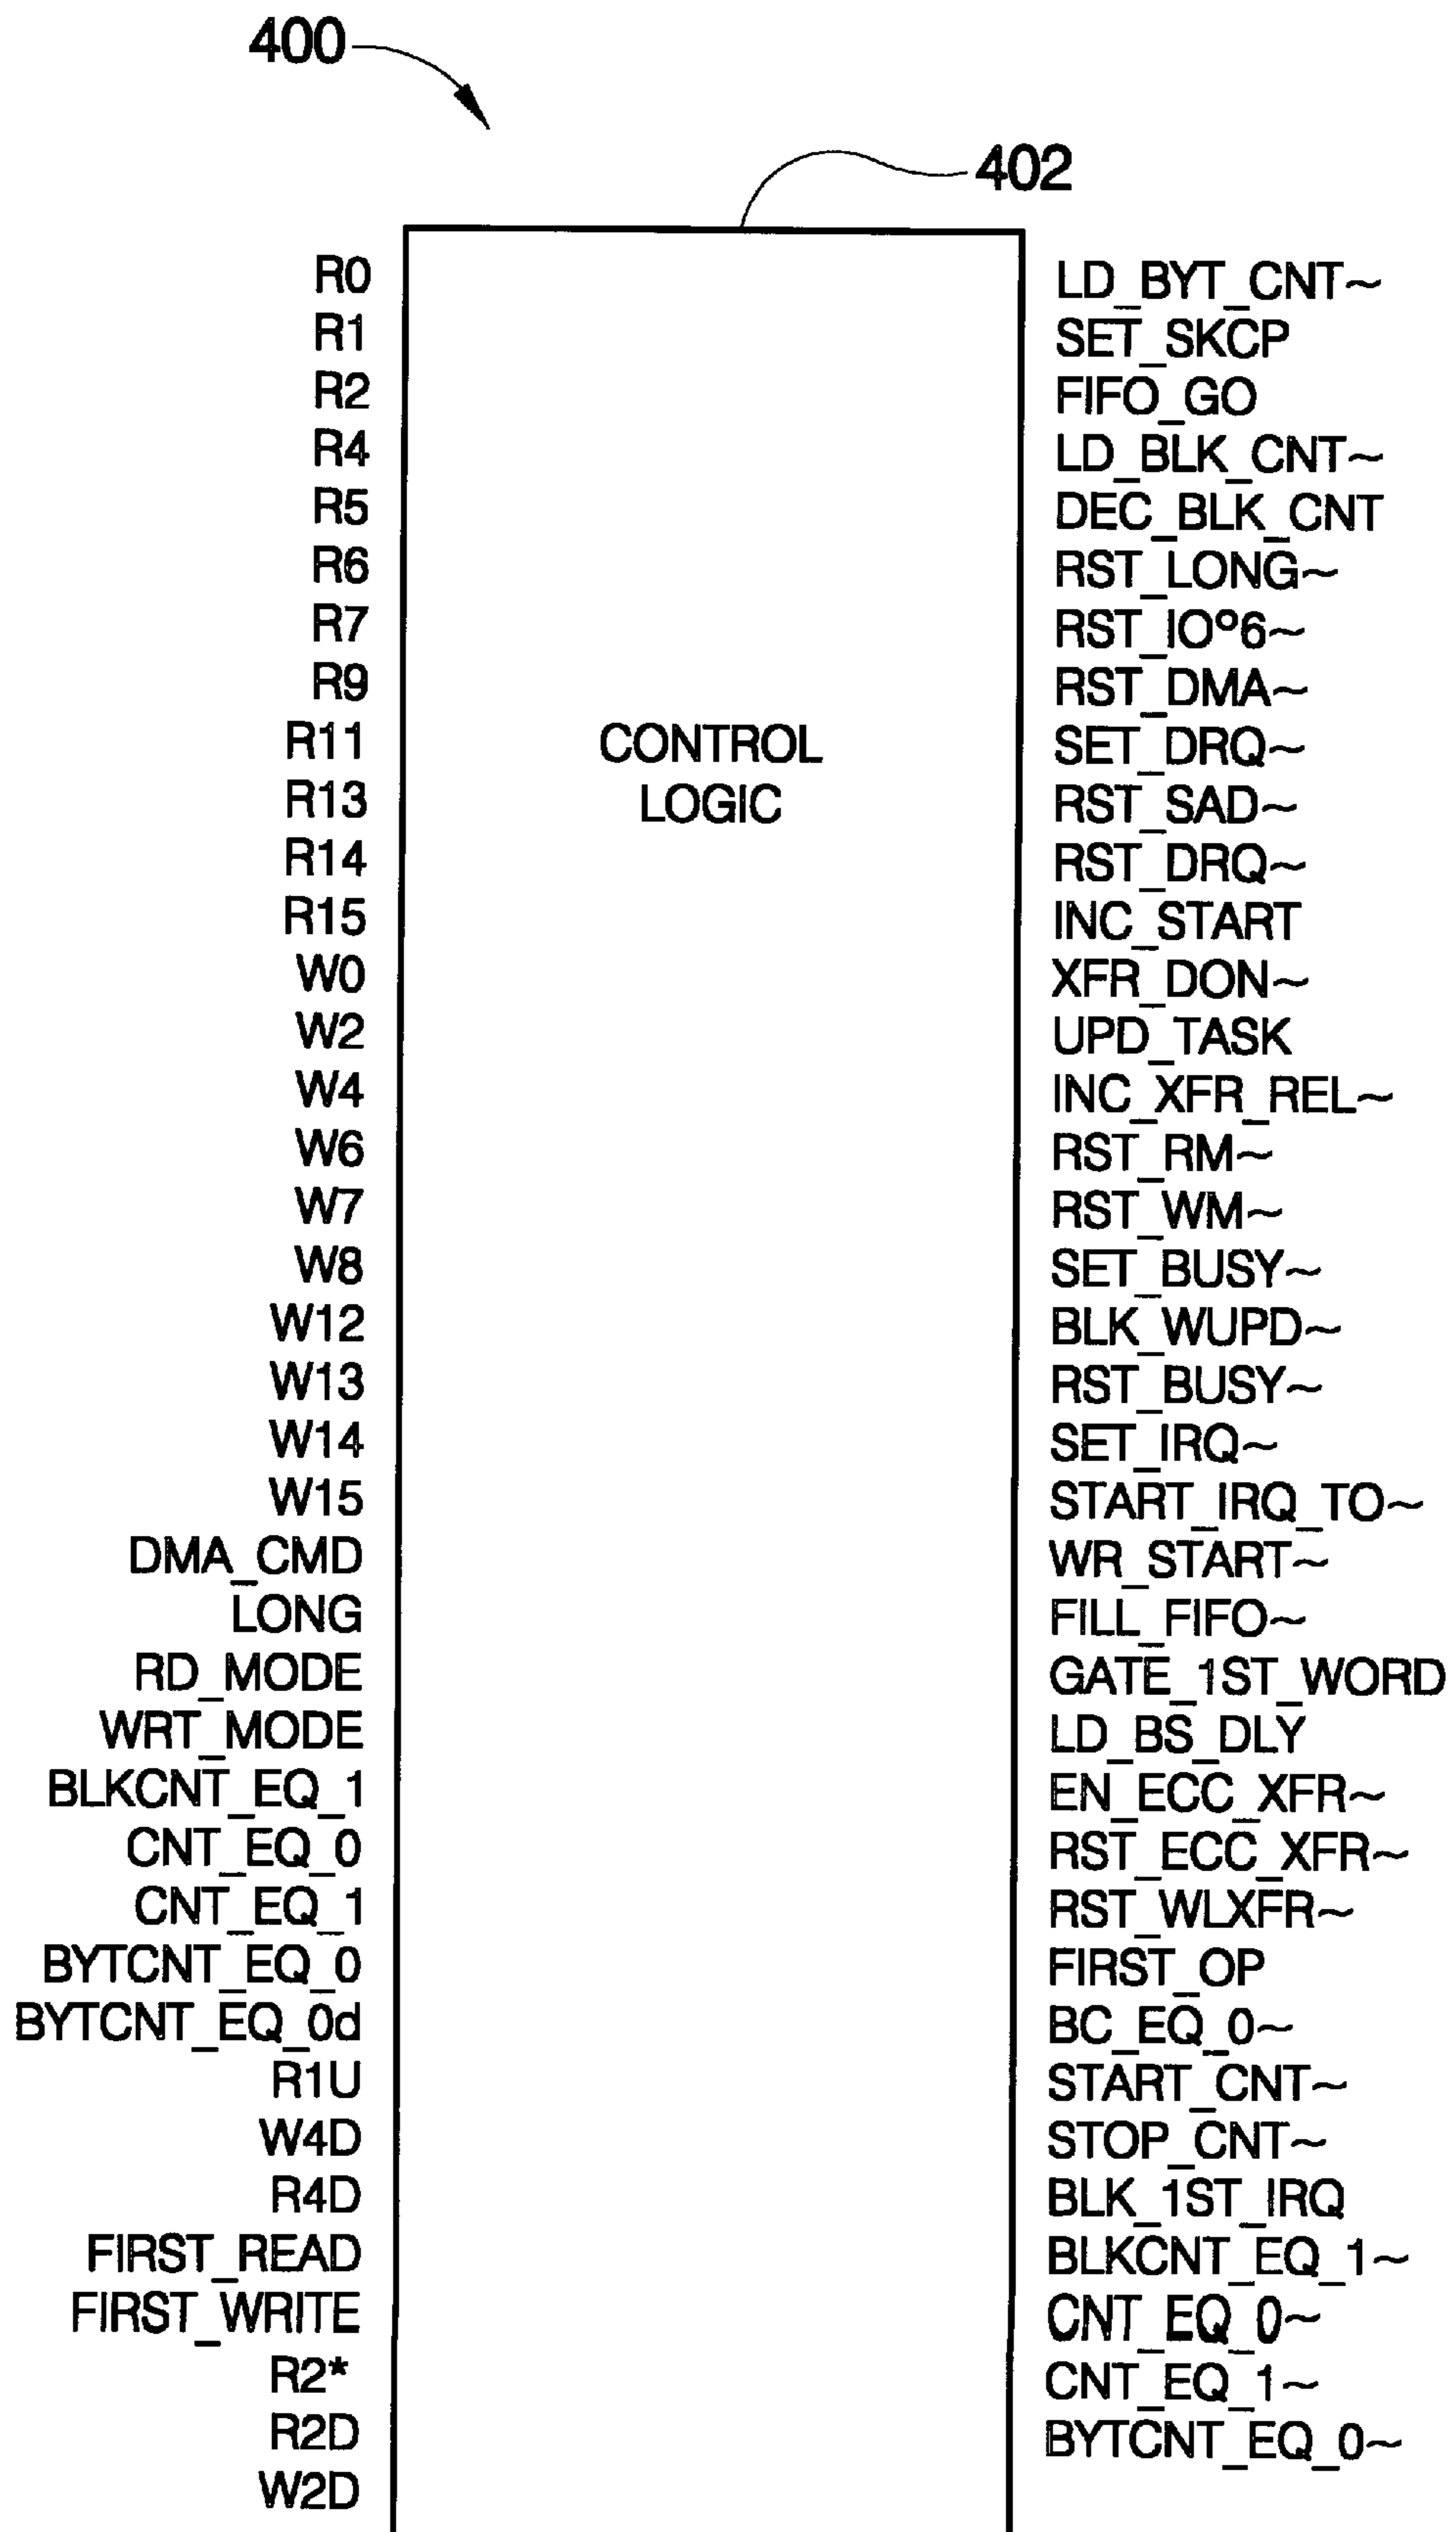 400
402
R0
R1
R2
R4
R5
R6
R7
R9
R11
R13
R14
R15
W0
W2
W4
W6
W7
W8
W12
W13
W14
W15
DMA_CMD
LONG
RD_MODE
WRT_MODE
BLKCNT_EQ_1
CNT_EQ_0
CNT_EQ_1
BYTCNT_EQ_0
BYTCNT_EQ_0d
R1U
W4D
R4D
FIRST_READ
FIRST_WRITE
R2*
R2D
W2D
CONTROL
LOGIC
LD_BYT_CNT~
SET_SKCP
FIFO_GO
LD_BLK_CNT~
DEC_BLK_CNT
RST_LONG~
RST_IOº6~
RST_DMA~
SET_DRQ~
RST_SAD~
RST_DRQ~
INC_START
XFR_DON~
UPD_TASK
INC_XFR_REL~
RST_RM~
RST_WM~
SET_BUSY~
BLK_WUPD~
RST_BUSY~
SET_IRQ~
START_IRQ_TO~
WR_START~
FILL_FIFO~
GATE_1ST_WORD
LD_BS_DLY
EN_ECC_XFR~
RST_ECC_XFR~
RST_WLXFR~
FIRST_OP
BC_EQ_0~
START_CNT~
STOP_CNT~
BLK_1ST_IRQ
BLKCNT_EQ_1~
CNT_EQ_0~
CNT_EQ_1~
BYTCNT_EQ_0~